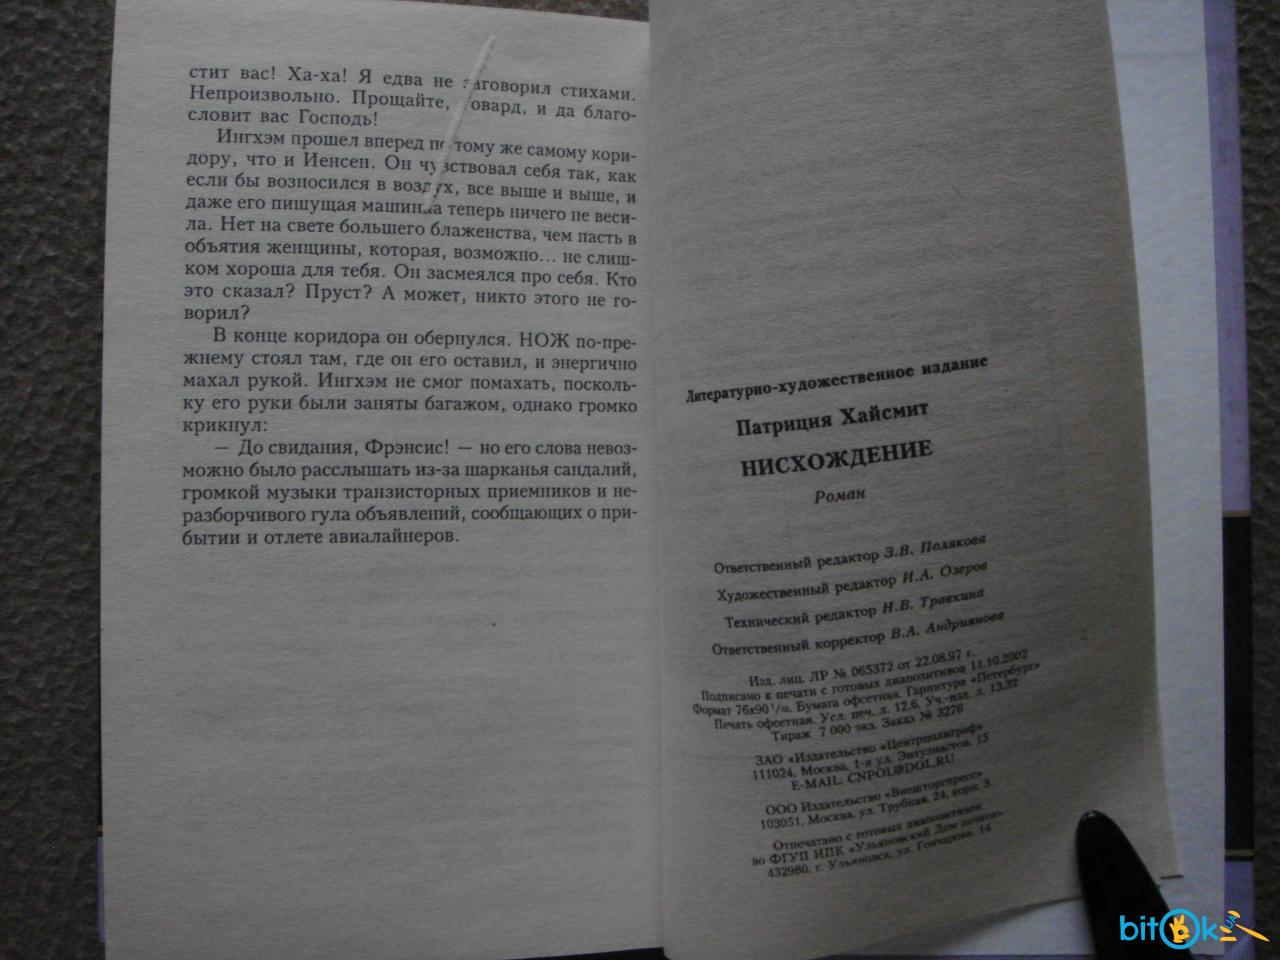 стит вас! Ха-ха! Я едва не заговорил стихами.
Непроизвольно. Прощайте, Говард, и да благо-
словит вас Господь!
Ингхэм прошел вперед по тому же самому кори-
дору, что и Иенсен. Он чувствовал себя так, как
если бы возносился в воздух, все выше и выше, и
даже его пишущая машинка теперь ничего не веси-
ла. Нет на свете большего блаженства, чем пасть в
объятия женщины, которая, возможно... не слиш-
ком хороша для тебя. Он засмеялся про себя. Кто
это сказал? Пруст? А может, никто этого не го-
ворил?
В конце коридора он обернулся. НОЖ по-пре-
жнему стоял там, где он его оставил, и энергично
махал рукой. Ингхэм не смог помахать, посколь-
ку его руки были заняты багажом, однако громко
крикнул:
— До свидания, Фрэнсис! — но его слова невоз-
можно было расслышать из-за шарканья сандалий,
громкой музыки транзисторных приемников и не-
разборчивого гула объявлений, сообщающих о при-
бытии и отлете авиалайнеров.
Литературно-художественное издание
Патриция Хайсмит
НИСХОЖДЕНИЕ
Роман
Ответственный редактор З.В. Полякова
Художественный редактор И.А. Озеров
Технический редактор Н.В. Травкина
Ответственный корректор В.А. Андриянова
Изд. лиц. ЛР № 065372 от 22.08.97 г.
Подписано к печати с готовых диапозитивов 11.10.2002
Формат 76х90 ¹/₃₂. Бумага офсетная. Гарнитура «Петербург»
Печать офсетная. Усл. печ. л. 12,6. Уч.-изд. л. 13,32
Тираж 7 000 экз. Заказ № 3276
ЗАО «Издательство «Центрполиграф»
111024, Москва, 1-я ул. Энтузиастов, 15
E-MAIL: CNPOL@DOL.RU
ООО Издательство «Внешторгпресс»
103051, Москва, ул. Трубная, 24, корп. 3
Отпечатано с готовых диапозитивов
во ФГУП ИПК «Ульяновский Дом печати»
432980, г. Ульяновск, ул. Гончарова, 14
bitOk UA